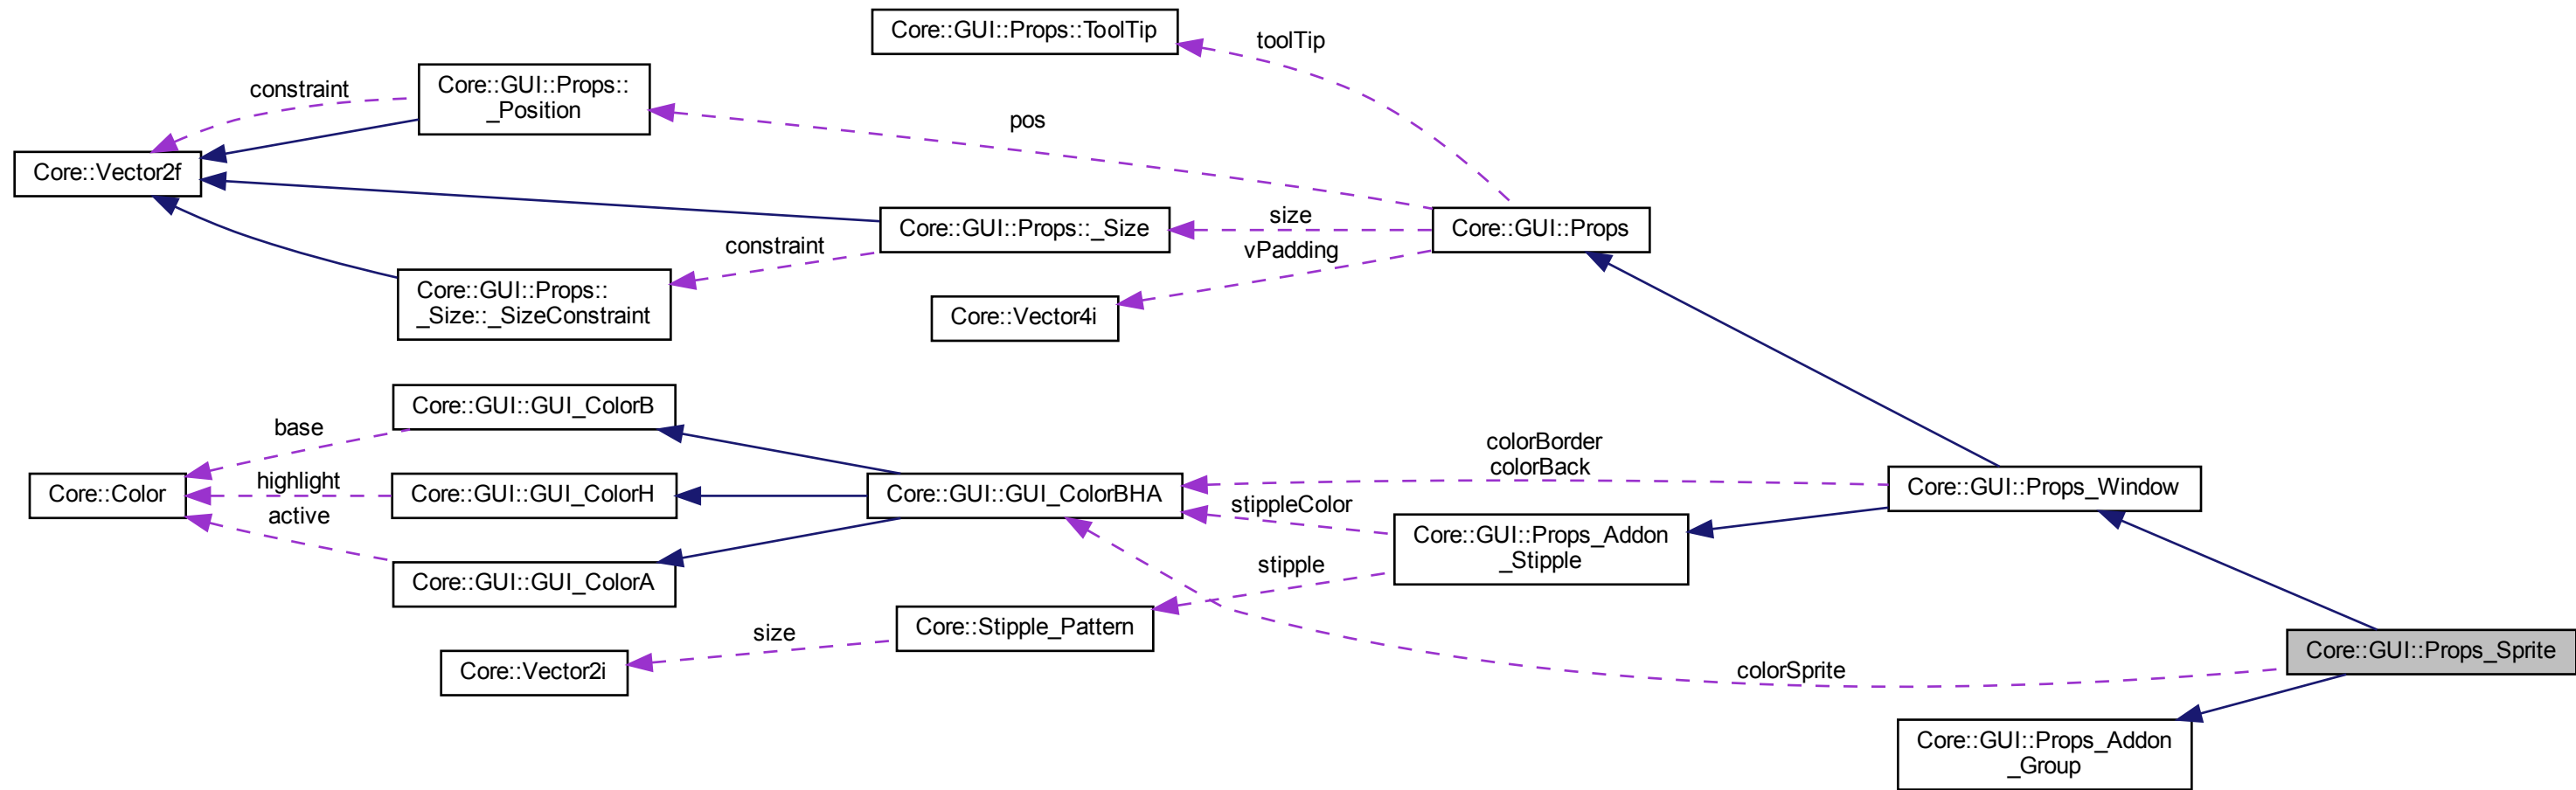 Core::GUI::Props::ToolTip
toolTip
Core::GUI::Props::
_Position
constraint
pos
Core::Vector2f
Core::GUI::Props::_Size
size
Core::GUI::Props
constraint
vPadding
Core::GUI::Props::
_Size::_SizeConstraint
Core::Vector4i
Core::GUI::GUI_ColorB
base
colorBorder
colorBack
Core::Color
highlight
Core::GUI::GUI_ColorH
Core::GUI::GUI_ColorBHA
Core::GUI::Props_Window
active
stippleColor
Core::GUI::Props_Addon
_Stipple
Core::GUI::GUI_ColorA
stipple
Core::Stipple_Pattern
size
Core::Vector2i
Core::GUI::Props_Sprite
colorSprite
Core::GUI::Props_Addon
_Group